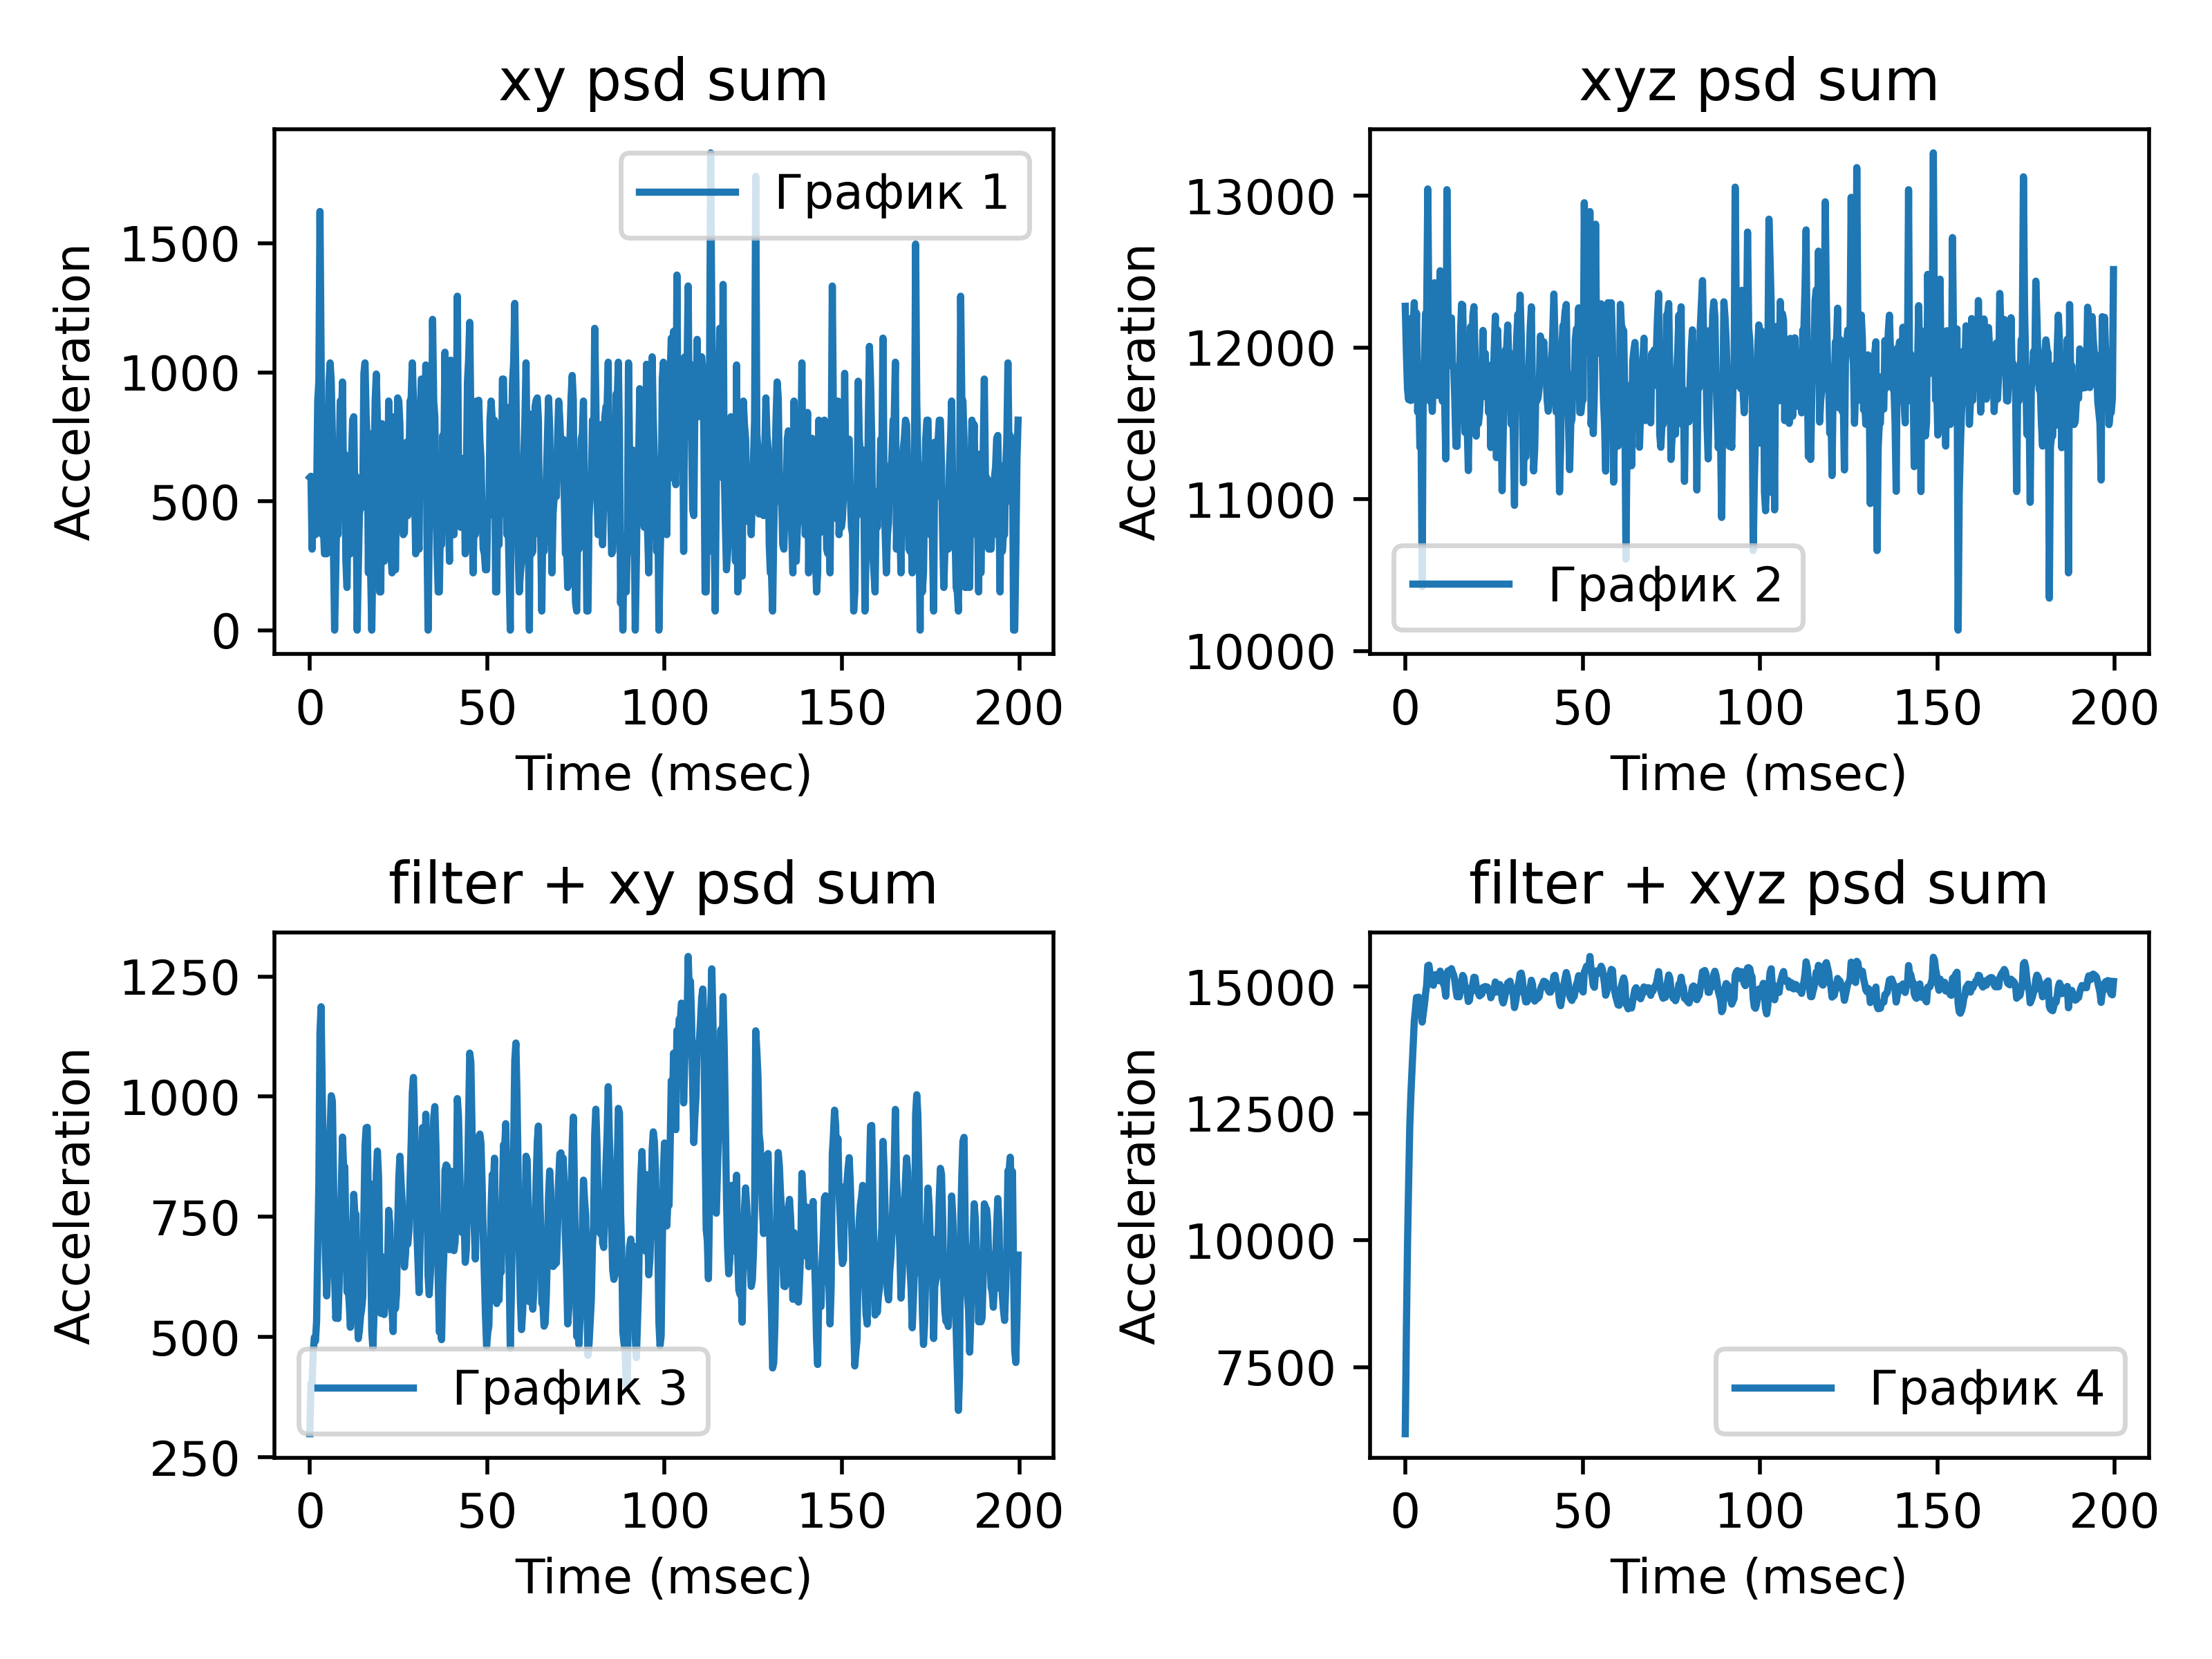 xy psd sum
Acceleration
1500
1000
500
0
График 1
0 50 100 150 200
Time (msec)
xyz psd sum
Acceleration
13000
12000
11000
10000
График 2
0 50 100 150 200
Time (msec)
filter + xy psd sum
Acceleration
1250
1000
750
500
250
График 3
0 50 100 150 200
Time (msec)
filter + xyz psd sum
Acceleration
15000
12500
10000
7500
График 4
0 50 100 150 200
Time (msec)